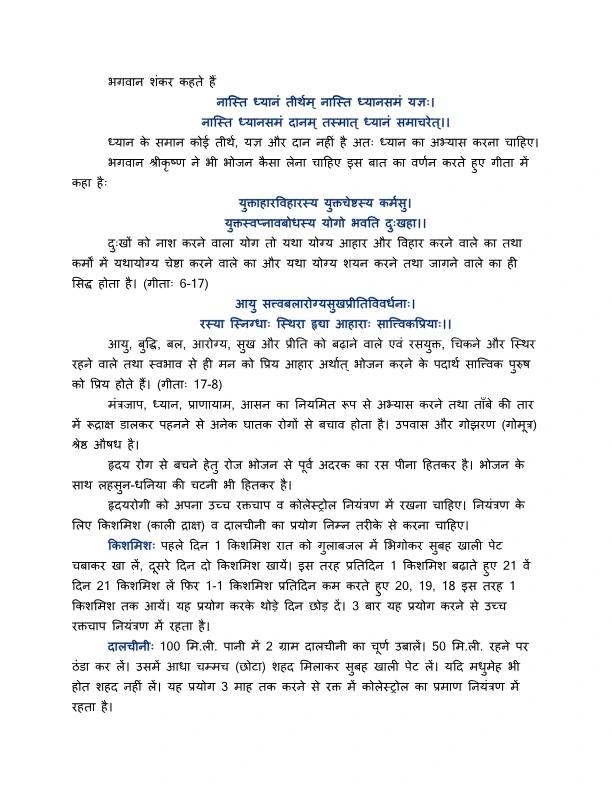 भगवान शंकर कहते हैं
नास्ति ध्यानं तीर्थम् नास्ति ध्यानसमं यज्ञः।
नास्ति ध्यानसमं दानम् तस्मात् ध्यानं समाचरेत्।।
ध्यान के समान कोई तीर्थ, यज्ञ और दान नहीं है अतः ध्यान का अभ्यास करना चाहिए।
भगवान श्रीकृष्ण ने भी भोजन कैसा लेना चाहिए इस बात का वर्णन करते हुए गीता में
कहा हैः
युक्ताहारविहारस्य युक्तचेष्टस्य कर्मसु।
युक्तस्वप्नावबोधस्य योगो भवति दुःखहा।।
दुःखों को नाश करने वाला योग तो यथा योग्य आहार और विहार करने वाले का तथा
कर्मों में यथायोग्य चेष्टा करने वाले का और यथा योग्य शयन करने तथा जागने वाले का ही
सिद्ध होता है। (गीताः 6-17)
आयु सत्त्वबलारोग्यसुखप्रीतिविवर्धनाः।
रस्या स्निग्धाः स्थिरा हृद्या आहाराः सात्त्विकप्रियाः।।
आयु, बुद्धि, बल, आरोग्य, सुख और प्रीति को बढ़ाने वाले एवं रसयुक्त, चिकने और स्थिर
रहने वाले तथा स्वभाव से ही मन को प्रिय आहार अर्थात् भोजन करने के पदार्थ सात्त्विक पुरुष
को प्रिय होते हैं। (गीताः 17-8)
मंत्रजाप, ध्यान, प्राणायाम, आसन का नियमित रूप से अभ्यास करने तथा ताँबे की तार
में रूद्राक्ष डालकर पहनने से अनेक घातक रोगों से बचाव होता है। उपवास और गोझरण (गोमूत्र)
श्रेष्ठ औषध है।
हृदय रोग से बचने हेतु रोज भोजन से पूर्व अदरक का रस पीना हितकर है। भोजन के
साथ लहसुन-धनिया की चटनी भी हितकर है।
हृदयरोगी को अपना उच्च रक्तचाप व कोलेस्ट्रोल नियंत्रण में रखना चाहिए। नियंत्रण के
लिए किशमिश (काली द्राक्ष) व दालचीनी का प्रयोग निम्न तरीके से करना चाहिए।
किशमिशः पहले दिन 1 किशमिश रात को गुलाबजल में भिगोकर सुबह खाली पेट
चबाकर खा लें, दूसरे दिन दो किशमिश खायें। इस तरह प्रतिदिन 1 किशमिश बढ़ाते हुए 21 वें
दिन 21 किशमिश लें फिर 1-1 किशमिश प्रतिदिन कम करते हुए 20, 19, 18 इस तरह 1
किशमिश तक आयें। यह प्रयोग करके थोड़े दिन छोड़ दें। 3 बार यह प्रयोग करने से उच्च
रक्तचाप नियंत्रण में रहता है।
दालचीनीः 100 मि.ली. पानी में 2 ग्राम दालचीनी का चूर्ण उबालें। 50 मि.ली. रहने पर
ठंडा कर लें। उसमें आधा चम्मच (छोटा) शहद मिलाकर सुबह खाली पेट लें। यदि मधुमेह भी
होत शहद नहीं लें। यह प्रयोग 3 माह तक करने से रक्त में कोलेस्ट्रोल का प्रमाण नियंत्रण में
रहता है।